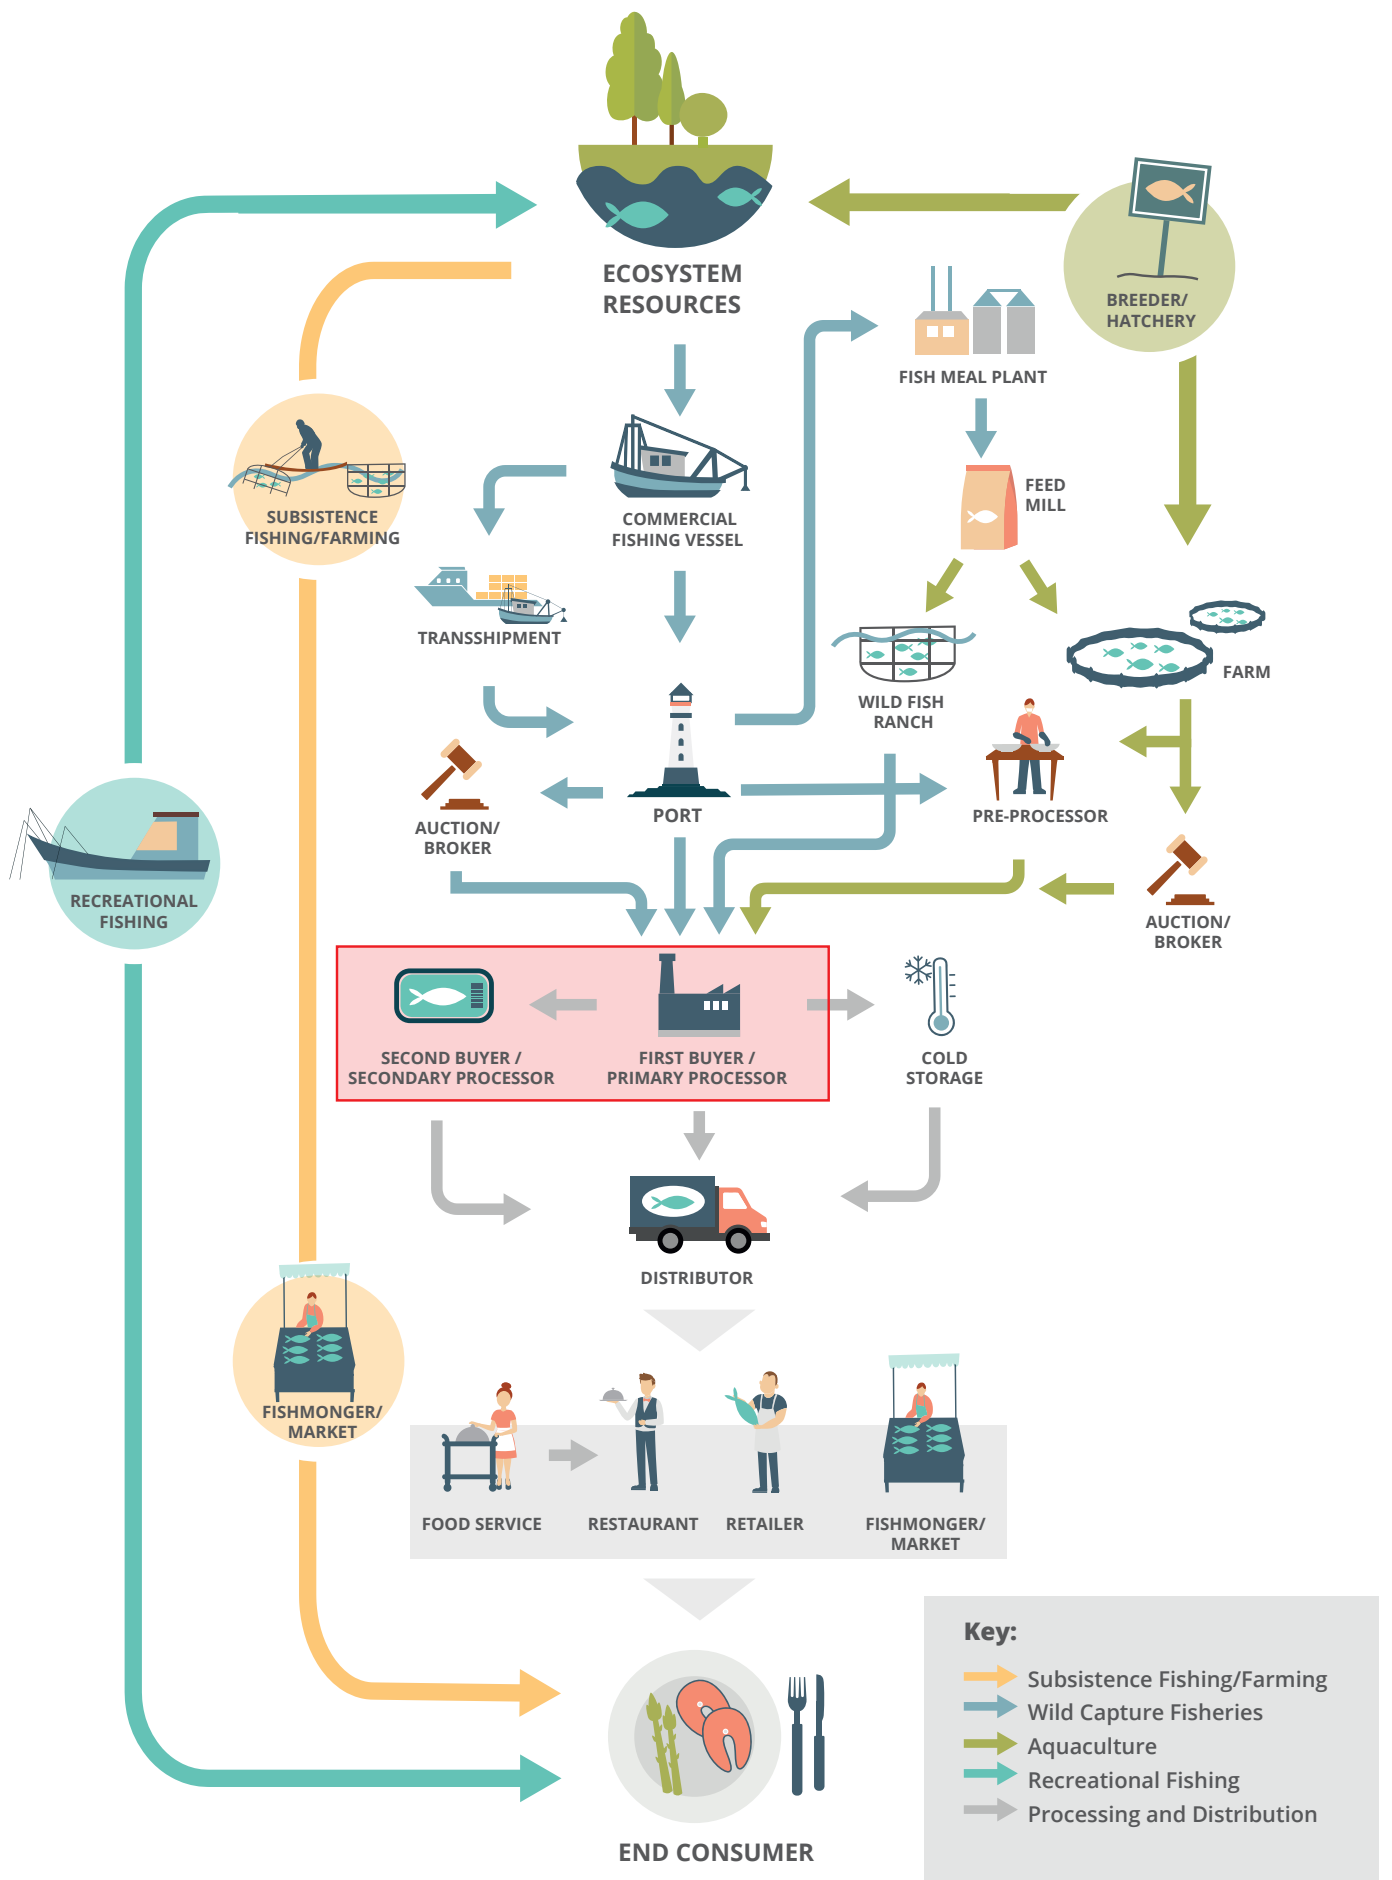 ECOSYSTEM
RESOURCES
BREEDER/
HATCHERY
FISH MEAL PLANT
FEED
MILL
SUBSISTENCE
FISHING/FARMING
COMMERCIAL
FISHING VESSEL
TRANSSHIPMENT
FARM
WILD FISH
RANCH
PORT
PRE-PROCESSOR
AUCTION/
BROKER
RECREATIONAL
FISHING
AUCTION/
BROKER
SECOND BUYER /
SECONDARY PROCESSOR
FIRST BUYER /
PRIMARY PROCESSOR
COLD
STORAGE
DISTRIBUTOR
FISHMONGER/
MARKET
FOOD SERVICE
RESTAURANT
RETAILER
FISHMONGER/
MARKET
Key:
Subsistence Fishing/Farming
Wild Capture Fisheries
Aquaculture
Recreational Fishing
Processing and Distribution
END CONSUMER